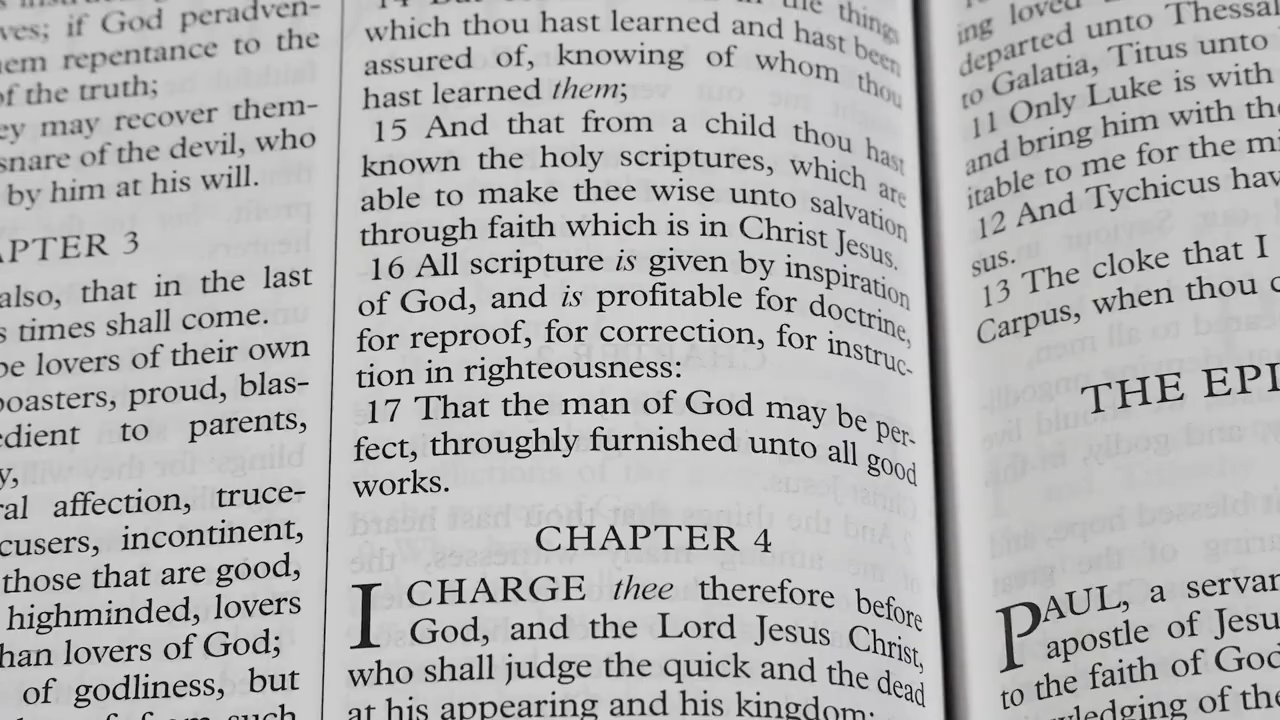 ves; if God peradven-
em repentance to the
of the truth;
ey may recover them-
snare of the devil, who
by him at his will.
APTER 3
also, that in the last
s times shall come.
be lovers of their own
boasters, proud, blas-
edient to parents,
y,
ral affection, truce-
cusers, incontinent,
those that are good,
highminded, lovers
han lovers of God;
of godliness, but
such
the things
which thou hast learned and hast been
assured of, knowing of whom thou
hast learned them;
15 And that from a child thou hast
known the holy scriptures, which are
able to make thee wise unto salvation
through faith which is in Christ Jesus.
16 All scripture is given by inspiration
of God, and is profitable for doctrine,
for reproof, for correction, for instruc-
tion in righteousness:
17 That the man of God may be per-
fect, throughly furnished unto all good
works.
CHAPTER 4
I CHARGE thee therefore before
God, and the Lord Jesus Christ,
who shall judge the quick and the dead
at his appearing and his kingdom;
ing loved
departed unto Thessal
to Galatia, Titus unto
11 Only Luke is with
and bring him with the
itable to me for the mi
12 And Tychicus hav
sus.
13 The cloke that I
Carpus, when thou c
THE EPI
PAUL, a servan
apostle of Jesu
to the faith of God
ledging of the